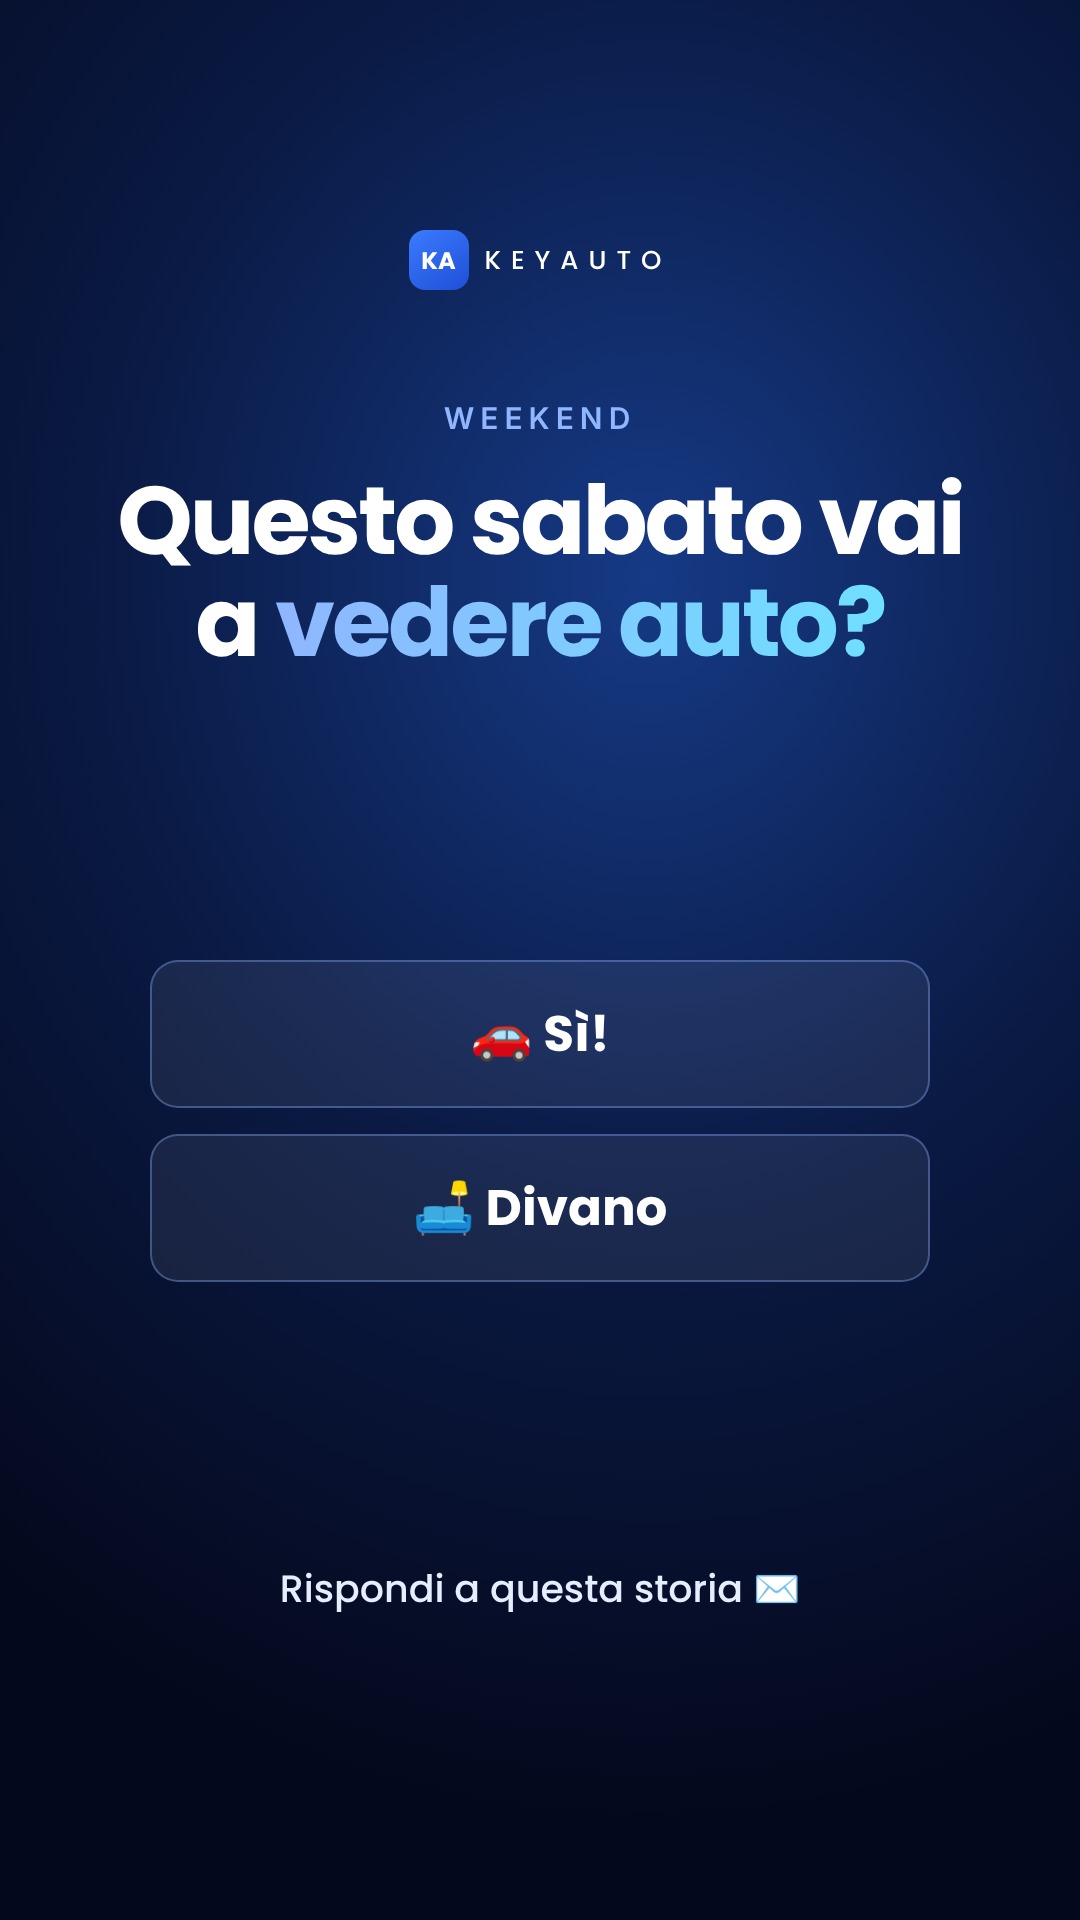 KA KEYAUTO
WEEKEND
Questo sabato vai
a vedere auto?
🚗 Sì!
🛋️ Divano
Rispondi a questa storia ✉️